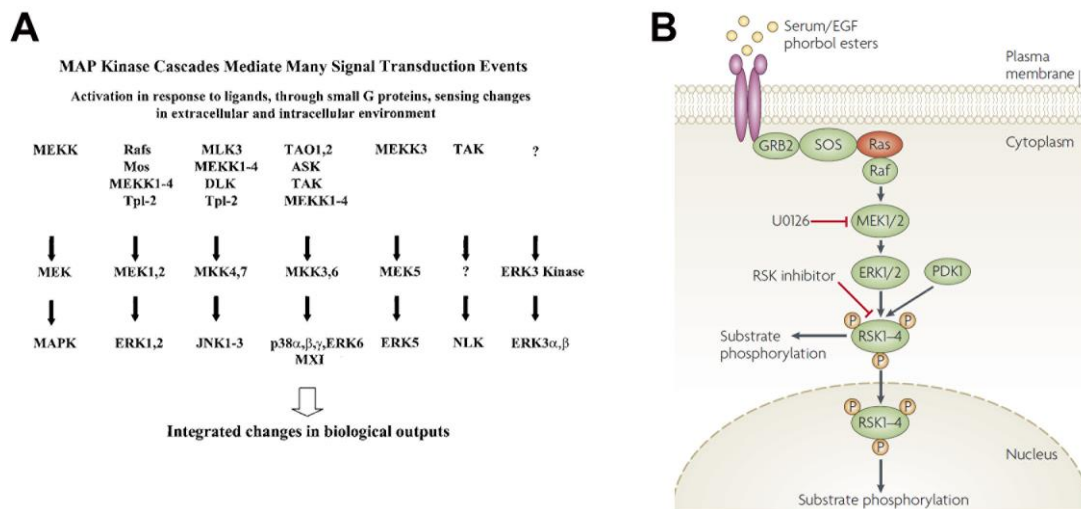 A
MAP Kinase Cascades Mediate Many Signal Transduction Events
Activation in response to ligands, through small G proteins, sensing changes
in extracellular and intracellular environment
MEKK Rafs MLK3 TAO1,2 MEKK3 TAK ?
Mos MEKK1-4 ASK
MEKK1-4 DLK TAK
Tpl-2 Tpl-2 MEKK1-4
MEK MEK1,2 MKK4,7 MKK3,6 MEK5 ? ERK3 Kinase
MAPK ERK1,2 JNK1-3 p38α,β,γ,ERK6 ERK5 NLK ERK3α,β
MXI
Integrated changes in biological outputs
B
Serum/EGF
phorbol esters
Plasma
membrane
GRB2 SOS Ras Cytoplasm
Raf
U0126 MEK1/2
RSK inhibitor ERK1/2 PDK1
P P
Substrate
phosphorylation
RSK1–4
P
P P
RSK1–4
P
Nucleus
Substrate phosphorylation